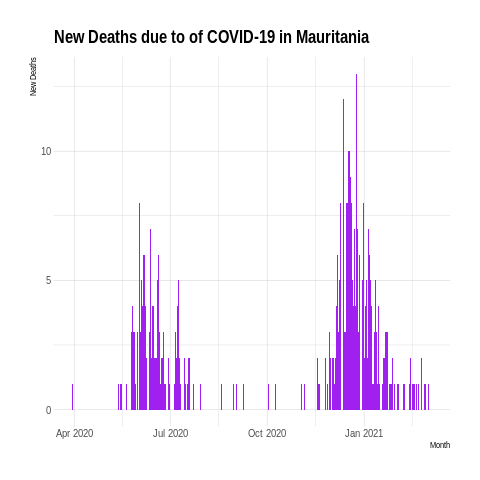 New Deaths due to of COVID-19 in Mauritania
New Deaths
10
5
0
Apr 2020 Jul 2020 Oct 2020 Jan 2021
Month